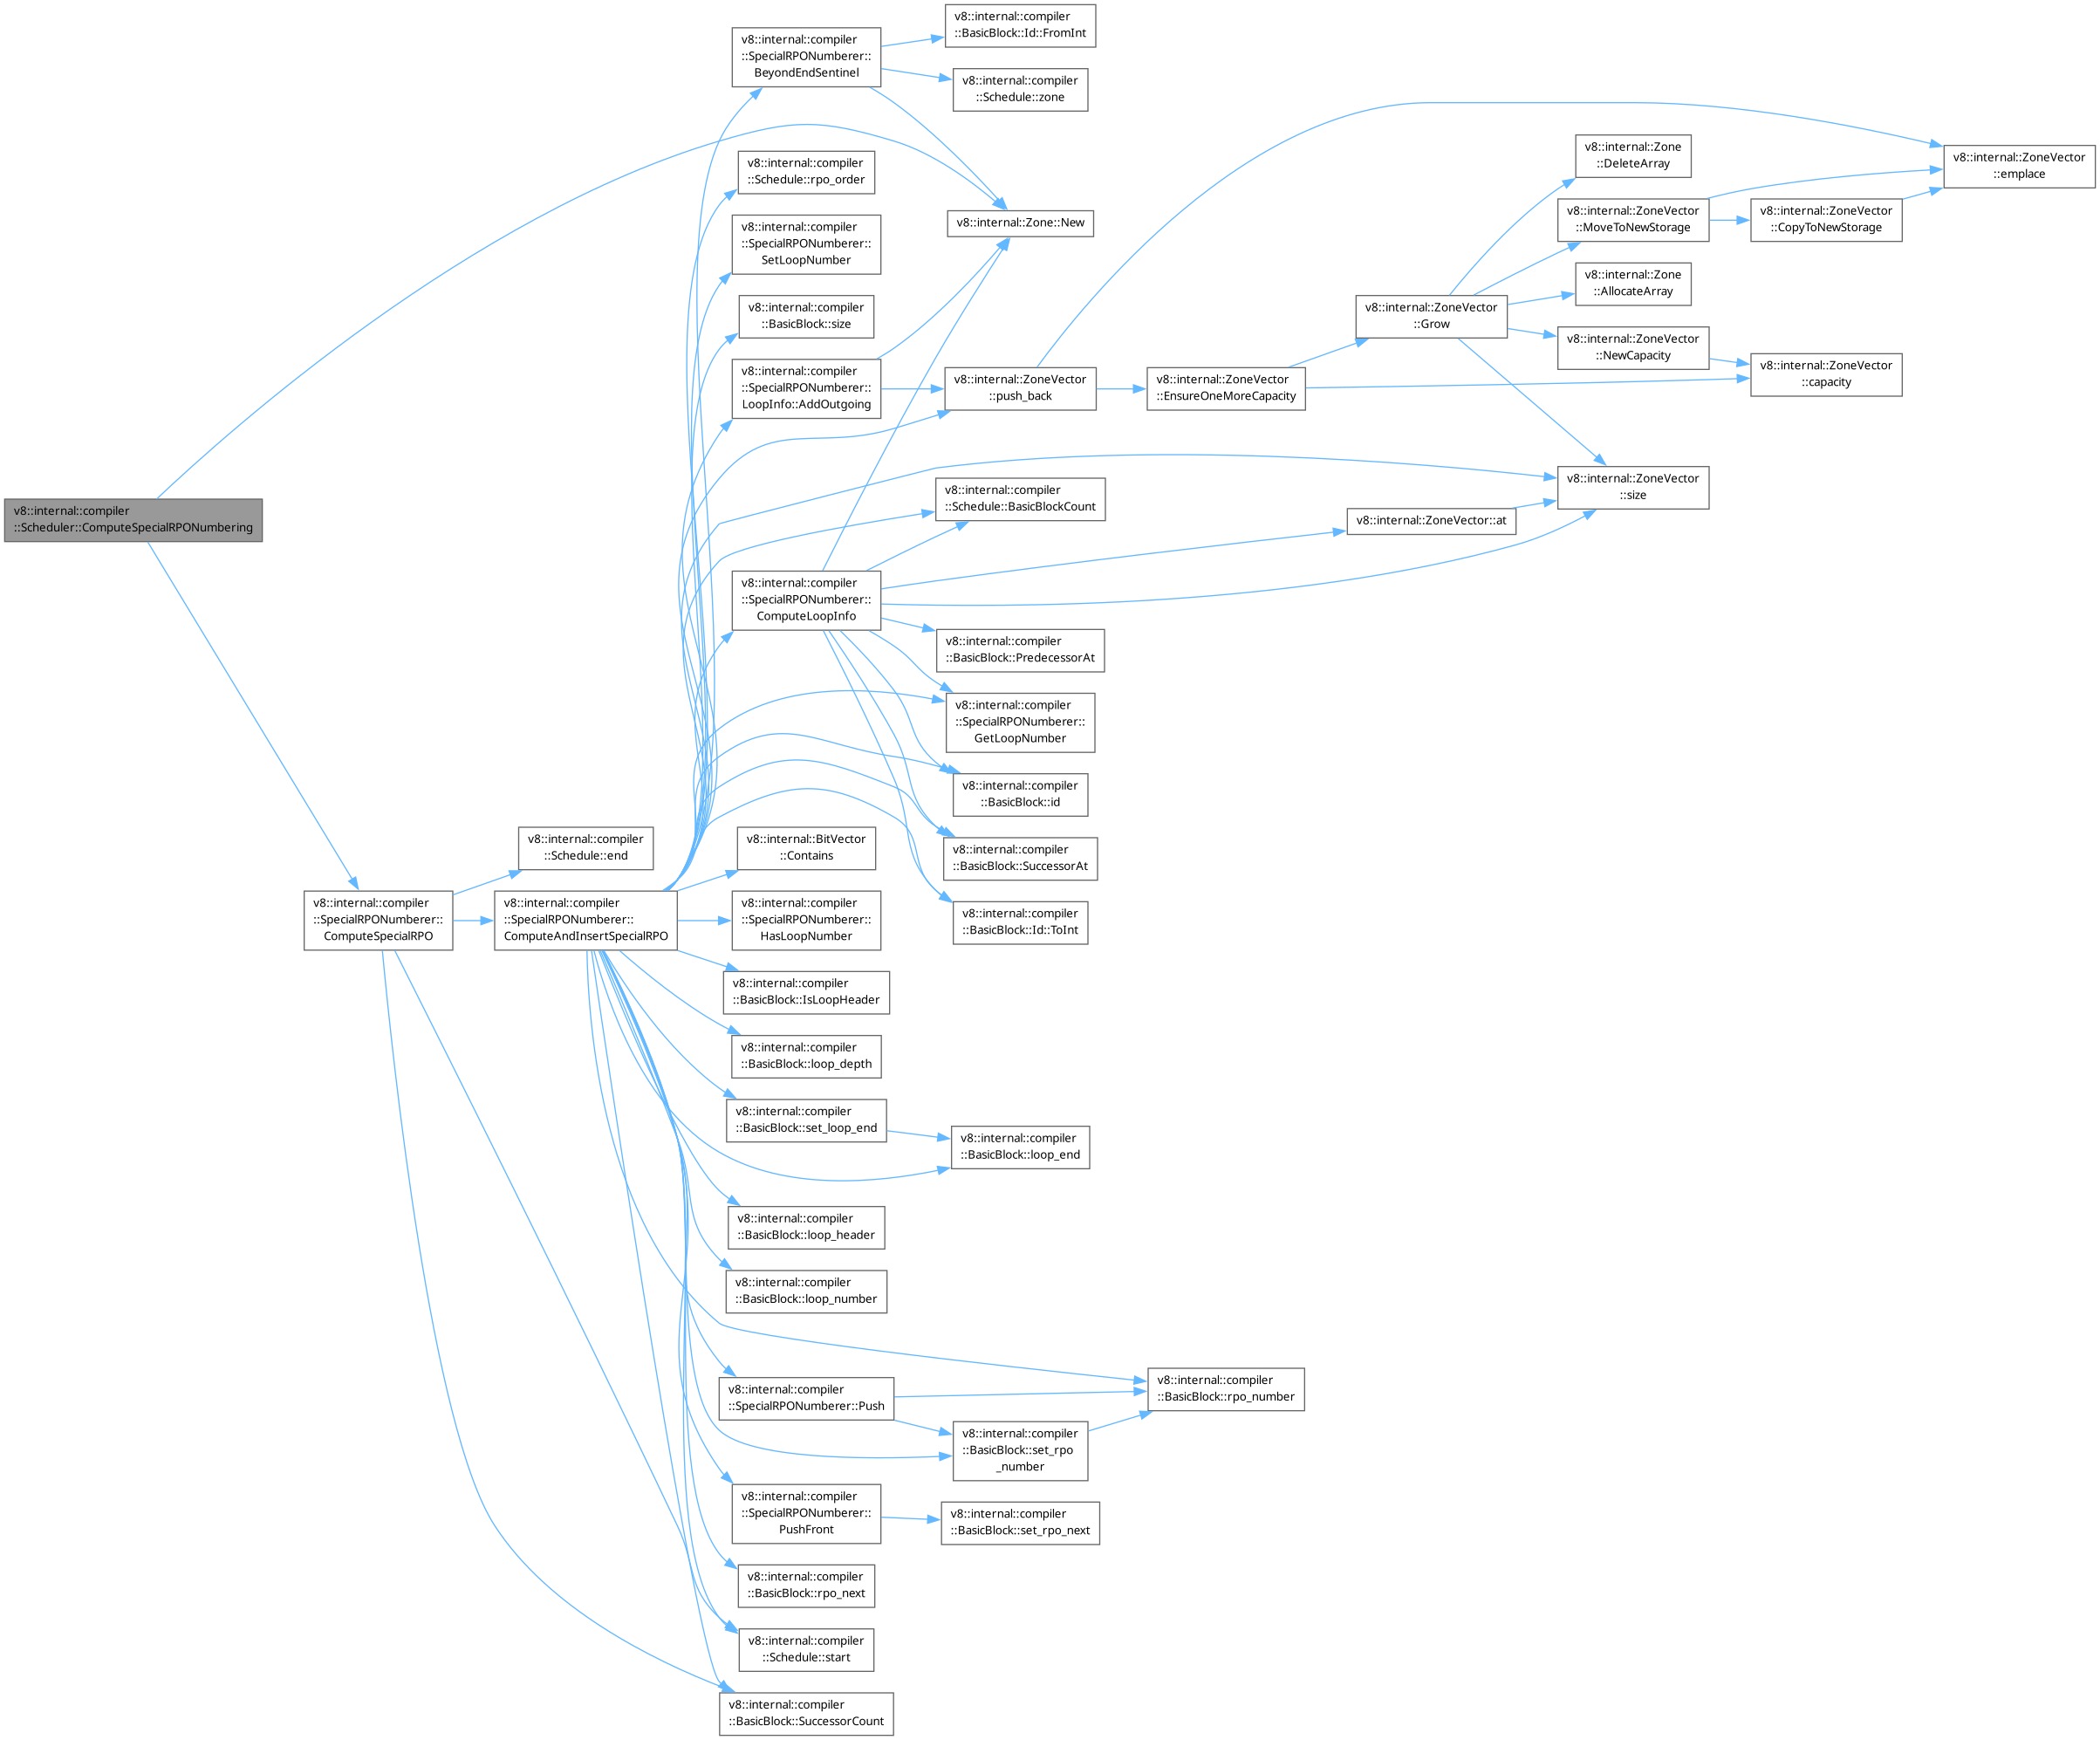 v8::internal::compiler
::Scheduler::ComputeSpecialRPONumbering
v8::internal::compiler
::SpecialRPONumberer::
ComputeSpecialRPO
v8::internal::compiler
::Schedule::end
v8::internal::compiler
::SpecialRPONumberer::
ComputeAndInsertSpecialRPO
v8::internal::compiler
::SpecialRPONumberer::
BeyondEndSentinel
v8::internal::compiler
::Schedule::rpo_order
v8::internal::compiler
::SpecialRPONumberer::
SetLoopNumber
v8::internal::compiler
::BasicBlock::size
v8::internal::compiler
::SpecialRPONumberer::
LoopInfo::AddOutgoing
v8::internal::compiler
::SpecialRPONumberer::
ComputeLoopInfo
v8::internal::BitVector
::Contains
v8::internal::compiler
::SpecialRPONumberer::
HasLoopNumber
v8::internal::compiler
::BasicBlock::IsLoopHeader
v8::internal::compiler
::BasicBlock::loop_depth
v8::internal::compiler
::BasicBlock::set_loop_end
v8::internal::compiler
::BasicBlock::loop_header
v8::internal::compiler
::BasicBlock::loop_number
v8::internal::compiler
::SpecialRPONumberer::Push
v8::internal::compiler
::SpecialRPONumberer::
PushFront
v8::internal::compiler
::BasicBlock::rpo_next
v8::internal::compiler
::Schedule::start
v8::internal::compiler
::BasicBlock::SuccessorCount
v8::internal::compiler
::BasicBlock::Id::FromInt
v8::internal::compiler
::Schedule::zone
v8::internal::Zone::New
v8::internal::ZoneVector
::push_back
v8::internal::compiler
::Schedule::BasicBlockCount
v8::internal::compiler
::BasicBlock::PredecessorAt
v8::internal::compiler
::SpecialRPONumberer::
GetLoopNumber
v8::internal::compiler
::BasicBlock::id
v8::internal::compiler
::BasicBlock::SuccessorAt
v8::internal::compiler
::BasicBlock::Id::ToInt
v8::internal::compiler
::BasicBlock::loop_end
v8::internal::compiler
::BasicBlock::set_rpo
_number
v8::internal::compiler
::BasicBlock::set_rpo_next
v8::internal::ZoneVector
::EnsureOneMoreCapacity
v8::internal::compiler
::BasicBlock::rpo_number
v8::internal::ZoneVector
::Grow
v8::internal::ZoneVector::at
v8::internal::Zone
::DeleteArray
v8::internal::ZoneVector
::MoveToNewStorage
v8::internal::Zone
::AllocateArray
v8::internal::ZoneVector
::NewCapacity
v8::internal::ZoneVector
::size
v8::internal::ZoneVector
::CopyToNewStorage
v8::internal::ZoneVector
::capacity
v8::internal::ZoneVector
::emplace